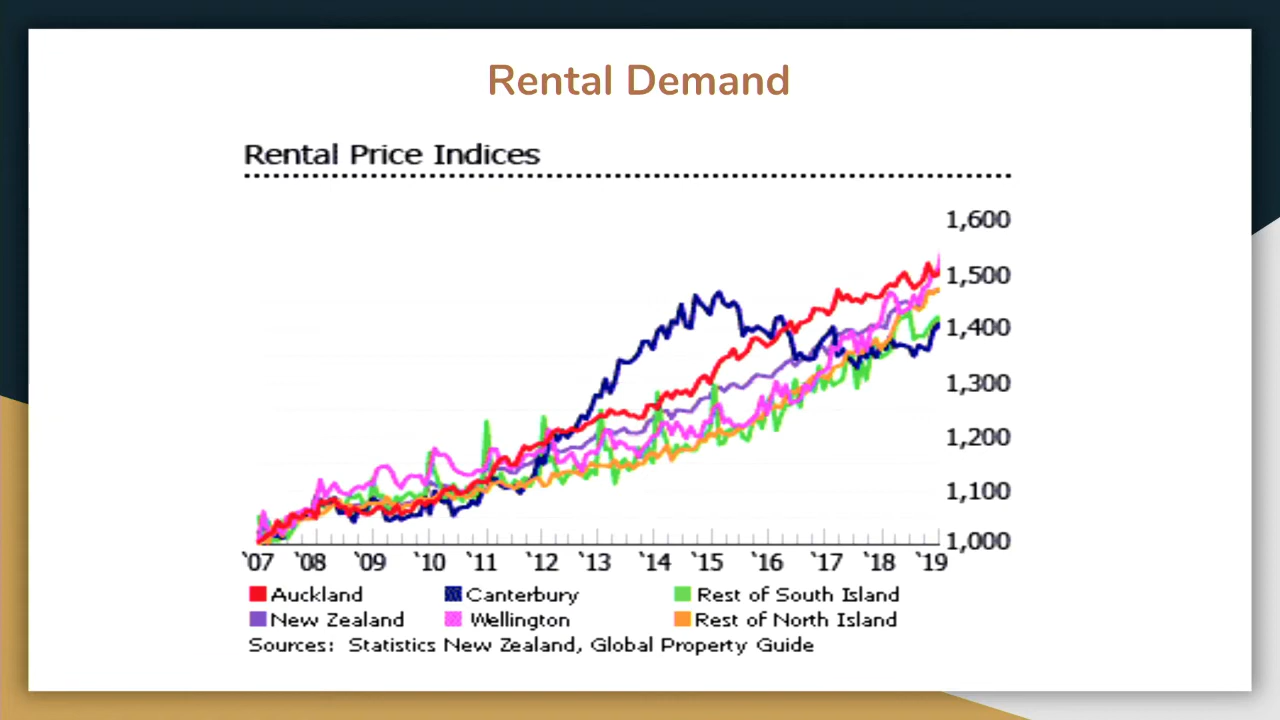 Rental Demand
Rental Price Indices
1,600
1,500
1,400
1,300
1,200
1,100
1,000
`07 `08 `09 `10 `11 `12 `13 `14 `15 `16 `17 `18 `19
Auckland Canterbury Rest of South Island
New Zealand Wellington Rest of North Island
Sources: Statistics New Zealand, Global Property Guide